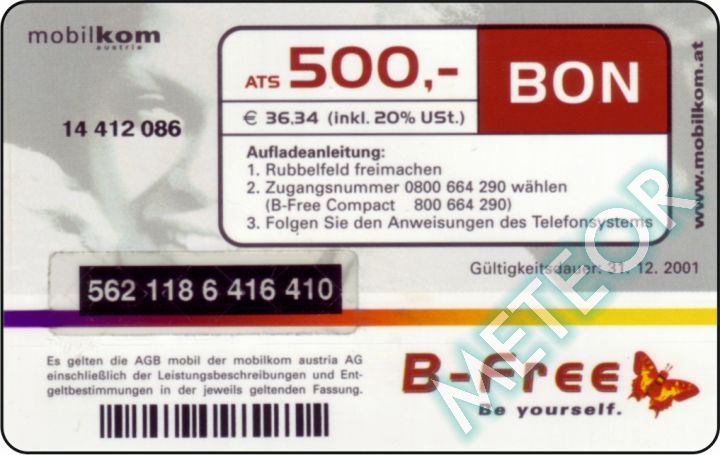 mobilkom
austria
ATS 500,-
BON
€ 36.34 (inkl. 20% USt.)
14 412 086
Aufladeanleitung:
1. Rubbelfeld freimachen
2. Zugangsnummer 0800 664 290 wählen
(B-Free Compact 800 664 290)
3. Folgen Sie den Anweisungen des Telefonsystems
www.mobilkom.at
Gültigkeitsdauer: 31. 12. 2001
562 118 6 416 410
Es gelten die AGB mobil der mobilkom austria AG
einschließlich der Leistungsbeschreibungen und Ent-
geltbestimmungen in der jeweils geltenden Fassung.
B-Free
Be yourself.
METEOR